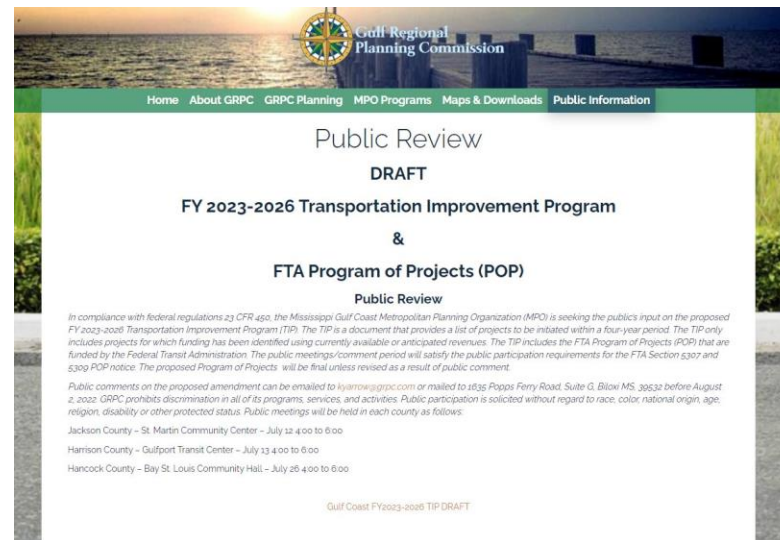 Gulf Regional
Planning Commission
Home About GRPC GRPC Planning MPO Programs Maps & Downloads Public Information
Public Review
DRAFT
FY 2023-2026 Transportation Improvement Program
&
FTA Program of Projects (POP)
Public Review
In compliance with federal regulations 23 CFR 450, the Mississippi Gulf Coast Metropolitan Planning Organization (MPO) is seeking the public's input on the proposed
FY 2023-2026 Transportation Improvement Program (TIP). The TIP is a document that provides a list of projects to be initiated within a four-year period. The TIP only
includes projects for which funding has been identified using currently available or anticipated revenues. The TIP includes the FTA Program of Projects (POP) that are
funded by the Federal Transit Administration. The public meetings/comment period will satisfy the public participation requirements for the FTA Section 5307 and
5309 POP notice. The proposed Program of Projects will be final unless revised as a result of public comment.
Public comments on the proposed amendment can be emailed to kyarrow@grpc.com or mailed to 1635 Popps Ferry Road, Suite G, Biloxi MS, 39532 before August
2, 2022. GRPC prohibits discrimination in all of its programs, services, and activities. Public participation is solicited without regard to race, color, national origin, age,
religion, disability or other protected status. Public meetings will be held in each county as follows:
Jackson County – St. Martin Community Center – July 12 4:00 to 6:00
Harrison County – Gulfport Transit Center – July 13 4:00 to 6:00
Hancock County – Bay St. Louis Community Hall – July 26 4:00 to 6:00
Gulf Coast FY2023-2026 TIP DRAFT